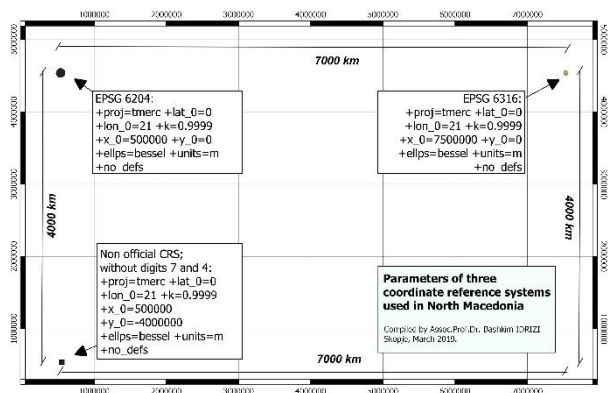 1000000
2000000
3000000
4000000
5000000
6000000
7000000
5000000
7000 km
EPSG 6204:
+proj=tmerc +lat_0=0
+lon_0=21 +k=0.9999
+x_0=500000 +y_0=0
+ellps=bessel +units=m
+no_defs
EPSG 6316:
+proj=tmerc +lat_0=0
+lon_0=21 +k=0.9999
+x_0=7500000 +y_0=0
+ellps=bessel +units=m
+no_defs
4000000
4000000
3000000
3000000
4000 km
4000 km
2000000
2000000
Non official CRS;
without digits 7 and 4:
+proj=tmerc +lat_0=0
+lon_0=21 +k=0.9999
+x_0=500000
+y_0=-4000000
+ellps=bessel +units=m
+no_defs
Parameters of three
coordinate reference systems
used in North Macedonia
Compiled by Assoc.Prof.Dr. Bashkim IDRIZI
Skopje, March 2019.
1000000
1000000
7000 km
1000000
2000000
3000000
4000000
5000000
6000000
7000000